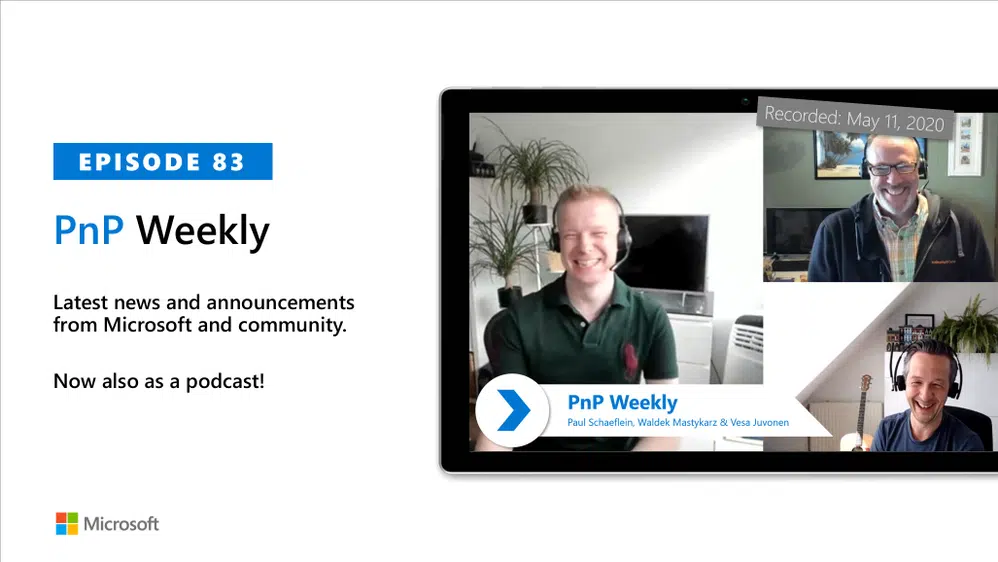 EPISODE 83
PnP Weekly
Latest news and announcements
from Microsoft and community.
Now also as a podcast!
Microsoft
Recorded: May 11, 2020
PnP Weekly
Paul Schaeflein, Waldek Mastykarz & Vesa Juvonen